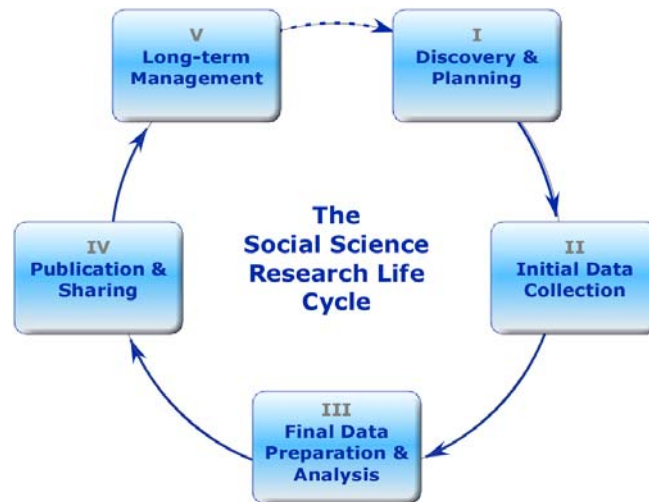 V
Long-term
Management
I
Discovery &
Planning
The
Social Science
Research Life
Cycle
IV
Publication &
Sharing
II
Initial Data
Collection
III
Final Data
Preparation &
Analysis